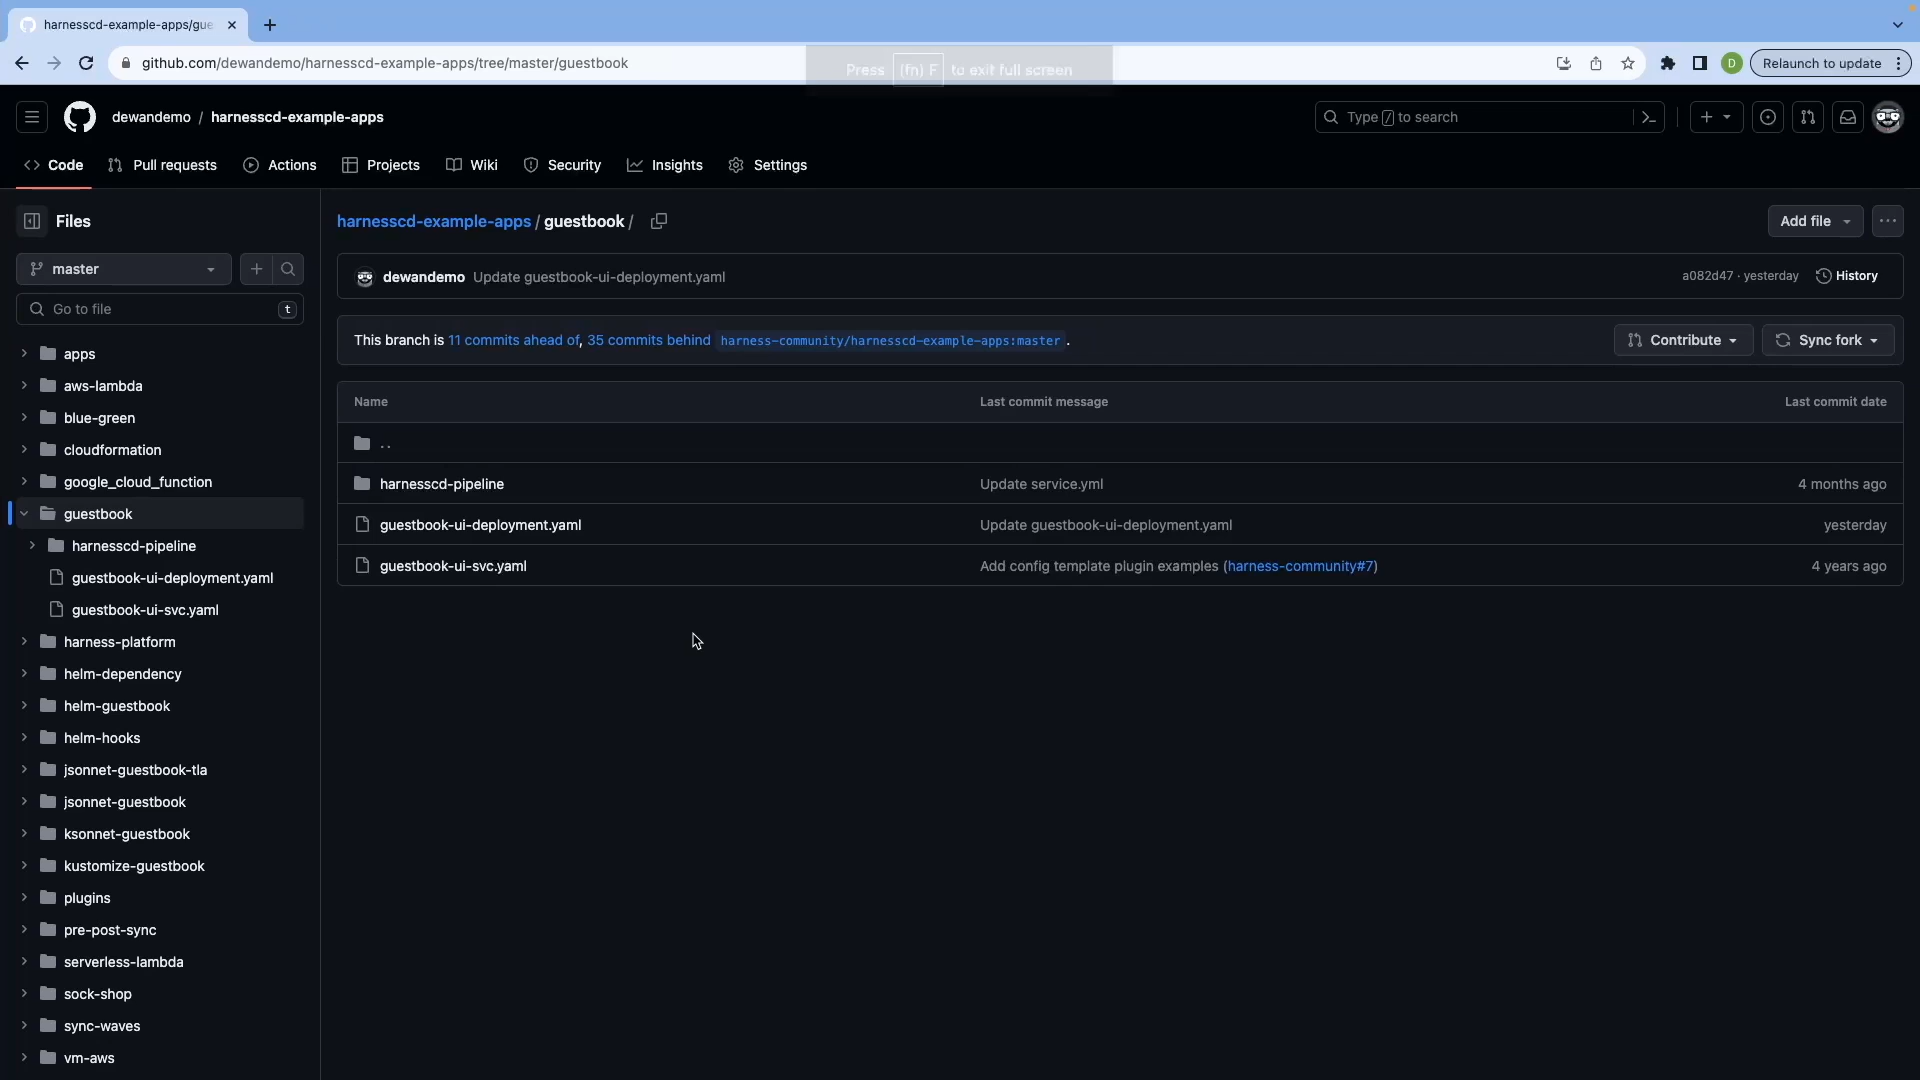 harnesscd-example-apps/gue
github.com/dewandemo/harnesscd-example-apps/tree/master/guestbook
Press (fn) F to exit full screen
D
Relaunch to update
dewandemo / harnesscd-example-apps
Type / to search
Code
Pull requests
Actions
Projects
Wiki
Security
Insights
Settings
Files
harnesscd-example-apps / guestbook /
Add file
master
dewandemo Update guestbook-ui-deployment.yaml
a082d47 · yesterday
History
Go to file
t
This branch is 11 commits ahead of, 35 commits behind harness-community/harnesscd-example-apps:master .
Contribute
Sync fork
Name
Last commit message
Last commit date
..
harnesscd-pipeline
Update service.yml
4 months ago
guestbook-ui-deployment.yaml
Update guestbook-ui-deployment.yaml
yesterday
guestbook-ui-svc.yaml
Add config template plugin examples (harness-community#7)
4 years ago
apps
aws-lambda
blue-green
cloudformation
google_cloud_function
guestbook
harnesscd-pipeline
guestbook-ui-deployment.yaml
guestbook-ui-svc.yaml
harness-platform
helm-dependency
helm-guestbook
helm-hooks
jsonnet-guestbook-tla
jsonnet-guestbook
ksonnet-guestbook
kustomize-guestbook
plugins
pre-post-sync
serverless-lambda
sock-shop
sync-waves
vm-aws